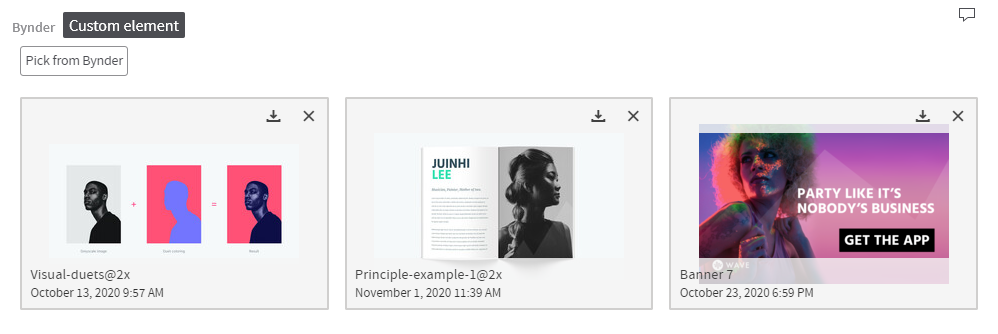 Bynder Custom element
Pick from Bynder
+ =
Visual-duets@2x
October 13, 2020 9:57 AM
JUINHI
LEE
Principle-example-1@2x
November 1, 2020 11:39 AM
PARTY LIKE IT'S
NOBODY'S BUSINESS
GET THE APP
WAVE
Banner 7
October 23, 2020 6:59 PM